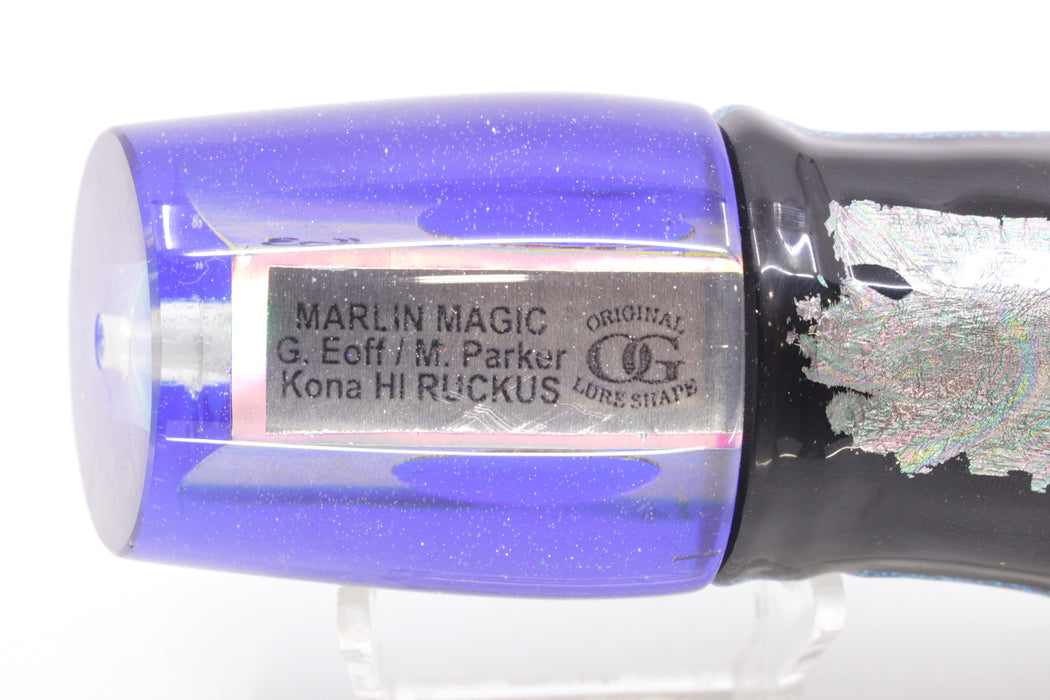 MARLIN MAGIC
G. Eoff / M. Parker
Kona HI RUCKUS
ORIGINAL
OG
LURE SHAPE